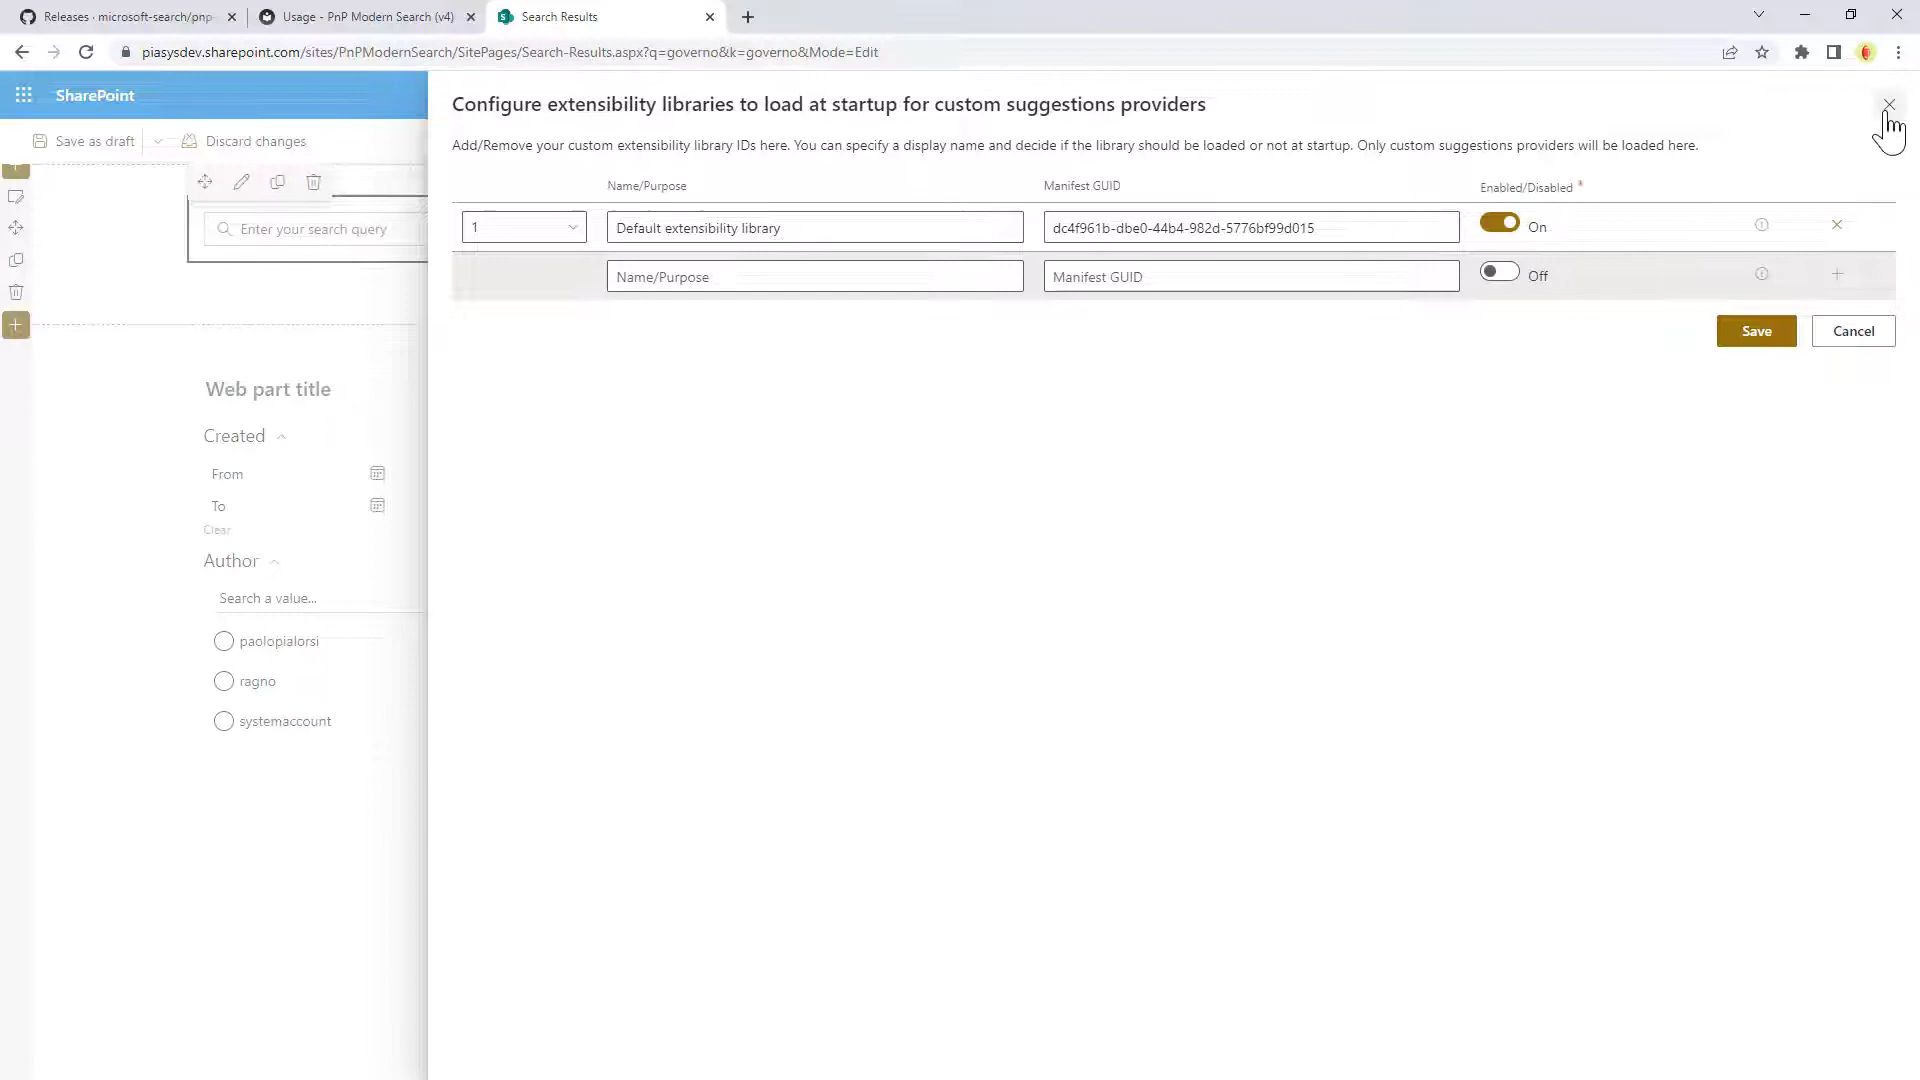 Releases · microsoft-search/pnp-
Usage - PnP Modern Search (v4)
Search Results
piasysdev.sharepoint.com/sites/PnPModernSearch/SitePages/Search-Results.aspx?q=governo&k=governo&Mode=Edit
SharePoint
Save as draft
Discard changes
Enter your search query
Web part title
Created
From
To
Clear
Author
Search a value...
paolopialorsi
ragno
systemaccount
Configure extensibility libraries to load at startup for custom suggestions providers
Add/Remove your custom extensibility library IDs here. You can specify a display name and decide if the library should be loaded or not at startup. Only custom suggestions providers will be loaded here.
Name/Purpose Manifest GUID Enabled/Disabled *
1 Default extensibility library dc4f961b-dbe0-44b4-982d-5776bf99d015 On
Name/Purpose Manifest GUID Off
Save Cancel